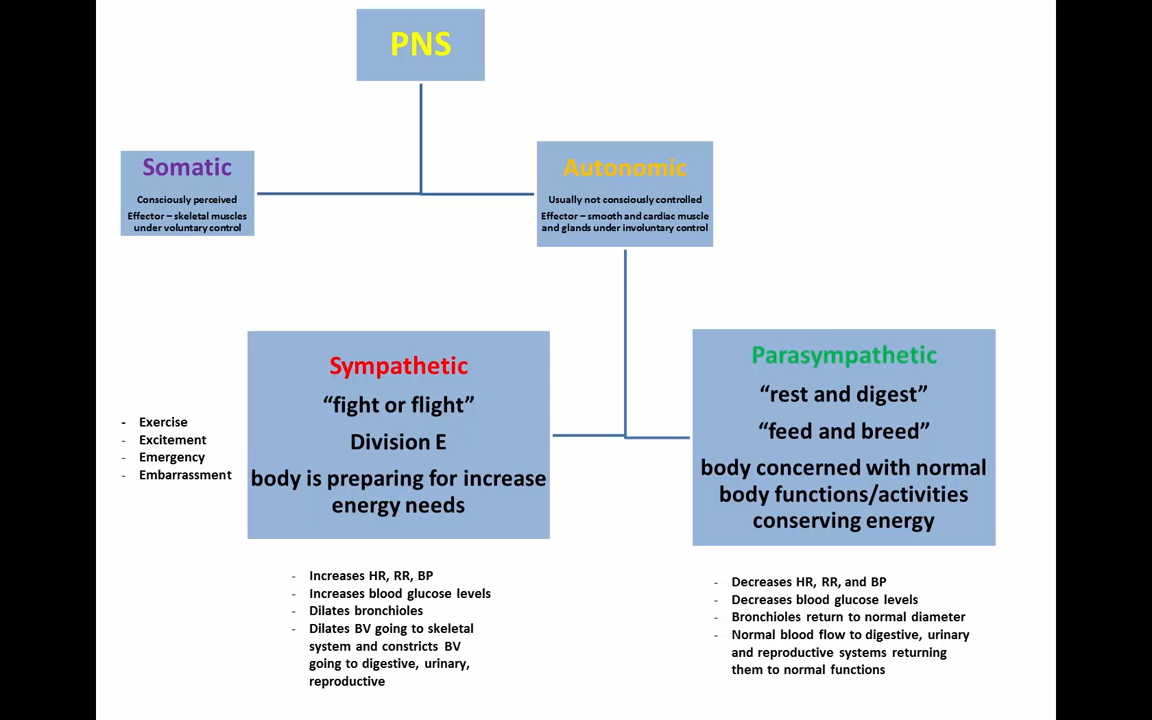 PNS
Somatic
Consciously perceived
Effector – skeletal muscles
under voluntary control
Autonomic
Usually not consciously controlled
Effector – smooth and cardiac muscle
and glands under involuntary control
- Exercise
- Excitement
- Emergency
- Embarrassment
Sympathetic
“fight or flight”
Division E
body is preparing for increase
energy needs
Parasympathetic
“rest and digest”
“feed and breed”
body concerned with normal
body functions/activities
conserving energy
- Increases HR, RR, BP
- Increases blood glucose levels
- Dilates bronchioles
- Dilates BV going to skeletal
system and constricts BV
going to digestive, urinary,
reproductive
- Decreases HR, RR, and BP
- Decreases blood glucose levels
- Bronchioles return to normal diameter
- Normal blood flow to digestive, urinary
and reproductive systems returning
them to normal functions